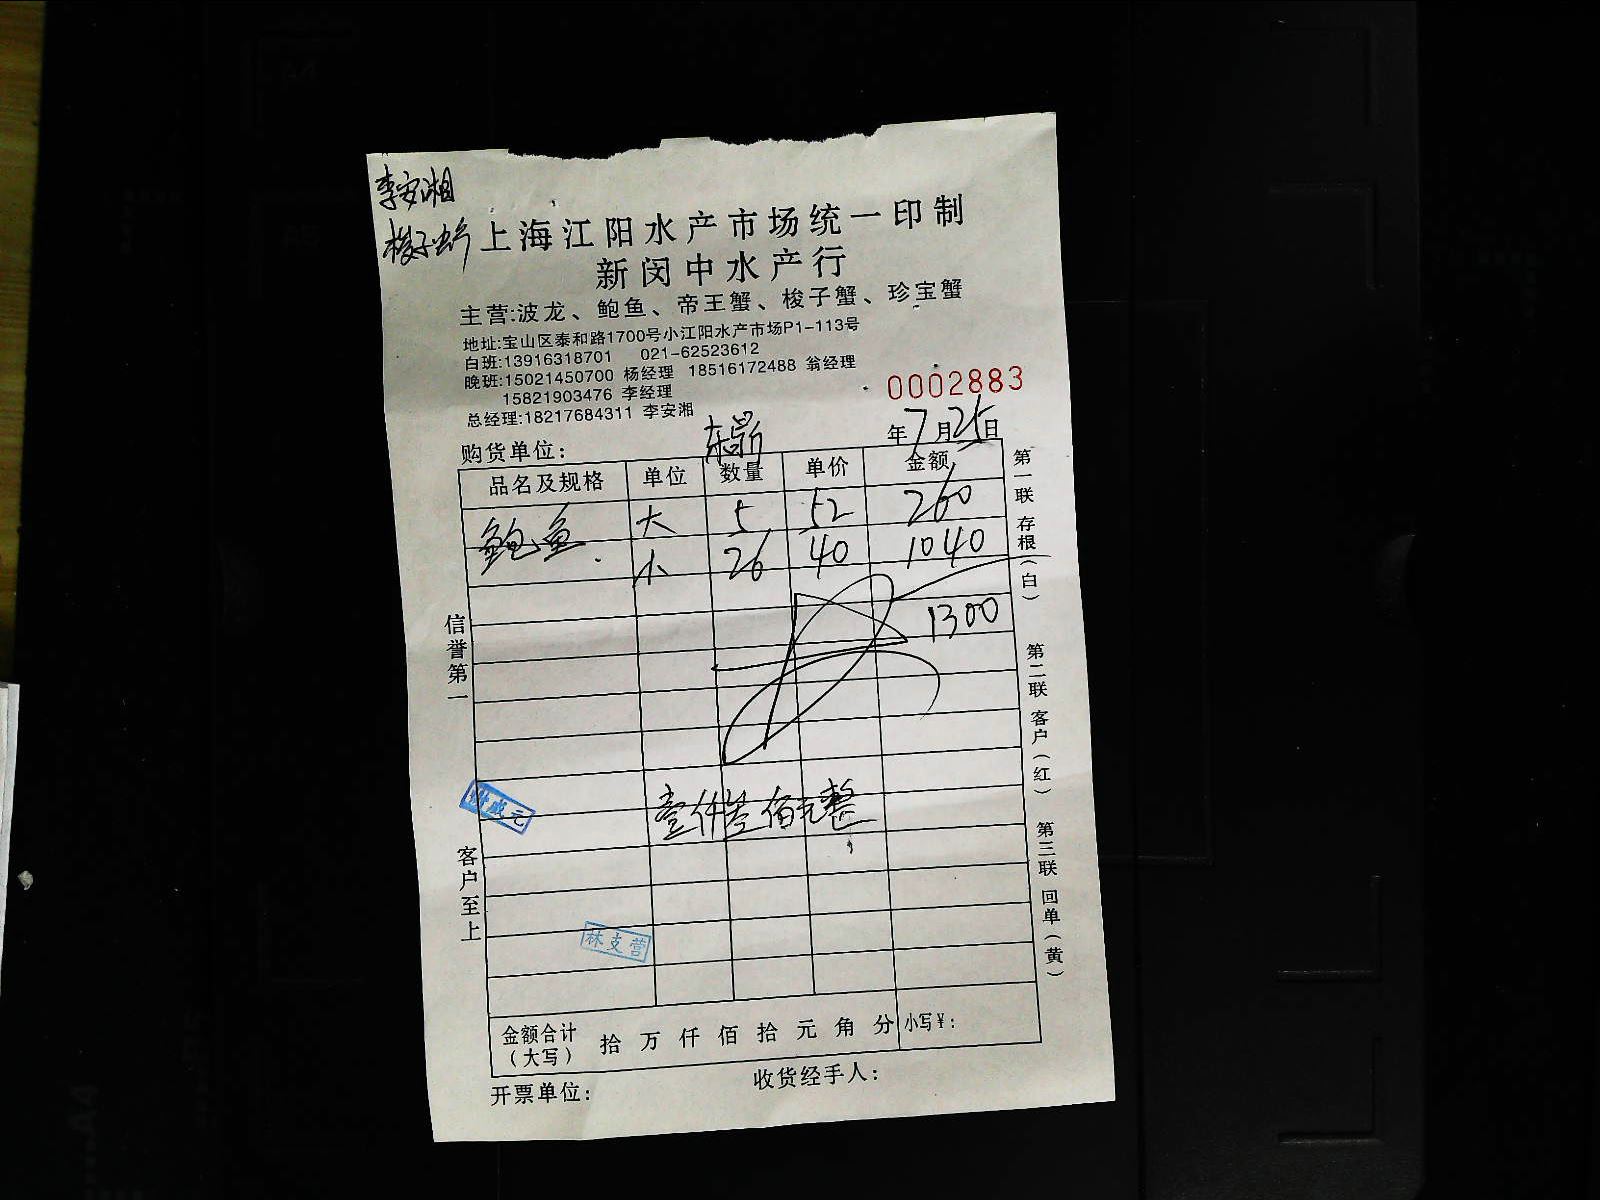 李安湘
梭子蟹
上海江阳水产市场统一印制
新闵中水产行
主营:波龙、鲍鱼、帝王蟹、梭子蟹、珍宝蟹
地址:宝山区泰和路1700号小江阳水产市场P1-113号
白班:13916318701 021-62523612
晚班:15021450700 杨经理 18516172488 翁经理
15821903476 李经理
总经理:18217684311 李安湘
0002883
购货单位: 东鼎 年7月25日
品名及规格 单位 数量 单价 金额
鲍鱼 大 5 52 260
小 26 40 1040
1300
壹仟叁佰元整
林支营
金额合计(大写) 拾 万 仟 佰 拾 元 角 分 小写¥:
开票单位: 收货经手人:
信誉第一
客户至上
第一联 存根(白)
第二联 客户(红)
第三联 回单(黄)